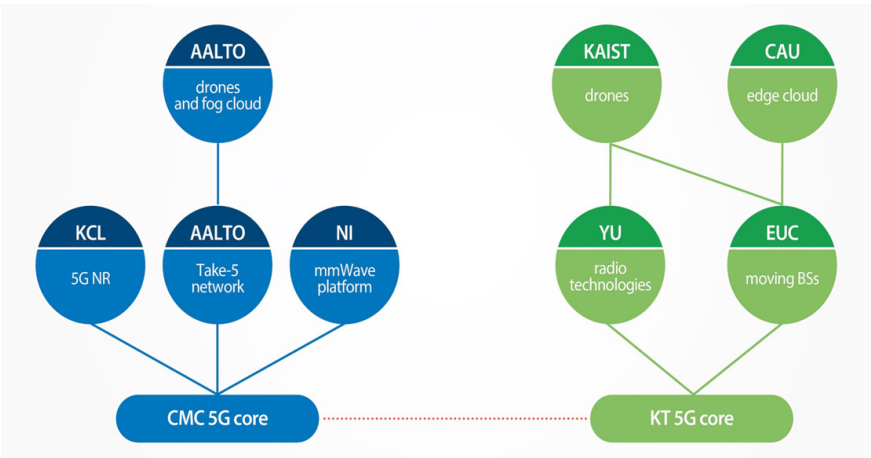 AALTO
drones
and fog cloud
KAIST
drones
CAU
edge cloud
KCL
5G NR
AALTO
Take-5
network
NI
mmWave
platform
YU
radio
technologies
EUC
moving BSs
CMC 5G core
KT 5G core